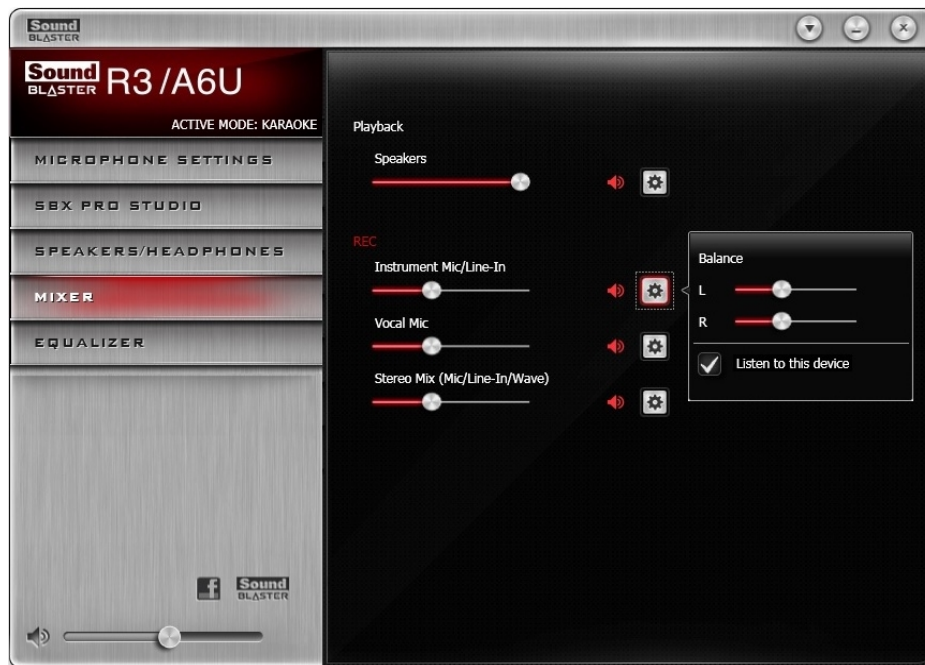 Sound
BLASTER
Sound
BLASTER R3 /A6U
ACTIVE MODE: KARAOKE
MICROPHONE SETTINGS
SBX PRO STUDIO
SPEAKERS/HEADPHONES
MIXER
EQUALIZER
Sound
BLASTER
Playback
Speakers
REC
Instrument Mic/Line-In
Vocal Mic
Stereo Mix (Mic/Line-In/Wave)
Balance
L
R
Listen to this device